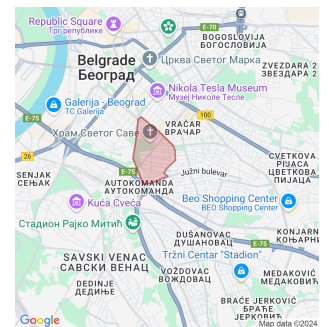 Republic Square
Трг републике
E-70
BOGOSLOVIJA
БОГОСЛОВИЈА
Belgrade
Београд
Црква Светог Марка
ZVEZDARA 2
ЗВЕЗДАРА 2
Nikola Tesla Museum
Музеј Николе Тесле
Galerija - Beograd
TC Galerija
E-75
100
Храм Светог Саве
VRAČAR
ВРАЧАР
26
CVETKOVA
PIJACA
ЦВЕТКОВА
ПИЈАЦА
SENJAK
СЕЊАК
Južni bulevar
AUTOKOMANDA
АУТОКОМАНДА
E-75
Kuća Cveća
Beo Shopping Center
BEO Shopping Center
Стадион Рајко Митић
DUŠANOVAC
ДУШАНОВАЦ
KONJARN
КОЊАРНИ
E-75
SAVSKI VENAC
САВСКИ ВЕНАЦ
Tržni Centar "Stadion"
VOŽDOVAC
ВОЖДОВАЦ
MEDAKOVIĆ
МЕДАКОВИЋ
DEDINJE
ДЕДИЊЕ
BRAĆE JERKOVIĆ
БРАЋЕ
ЈЕРКОВИЋ
Google
Map data ©2024